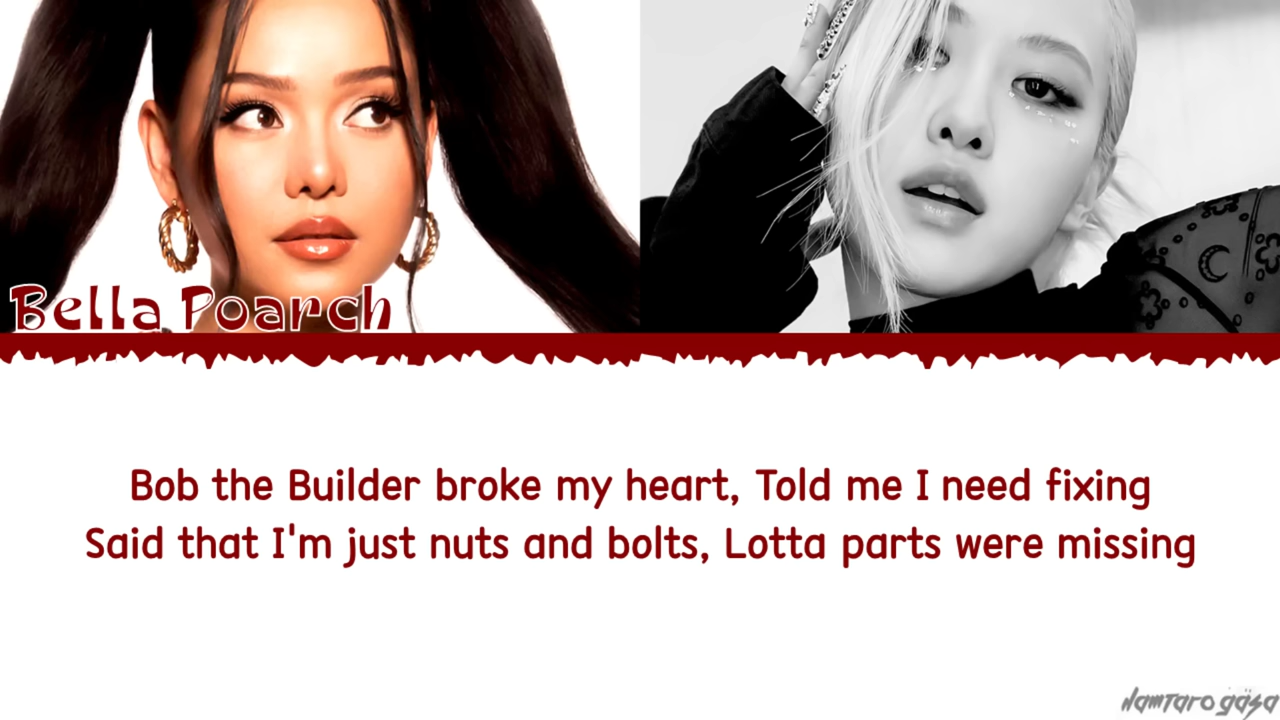 Bella Poarch
Bob the Builder broke my heart, Told me I need fixing
Said that I'm just nuts and bolts, Lotta parts were missing
Namtaro gasa